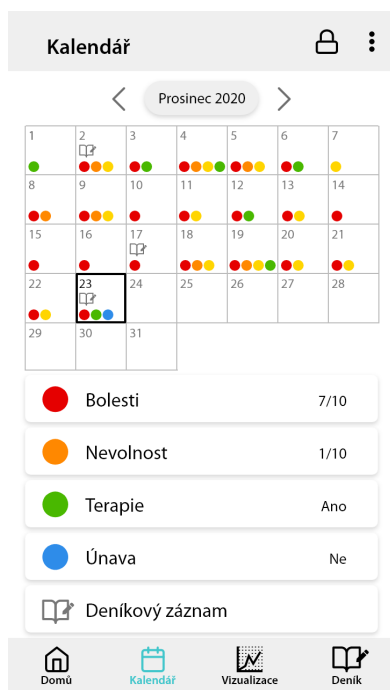 Kalendář
Prosinec 2020
1 2 3 4 5 6 7
8 9 10 11 12 13 14
15 16 17 18 19 20 21
22 23 24 25 26 27 28
29 30 31
Bolesti 7/10
Nevolnost 1/10
Terapie Ano
Únava Ne
Deníkový záznam
Domů Kalendář Vizualizace Deník